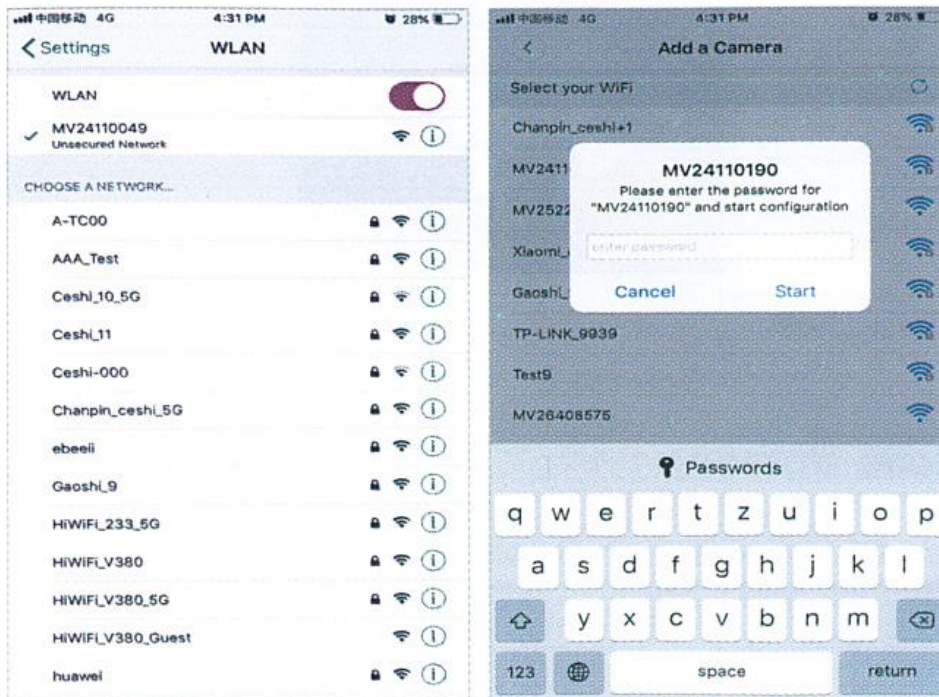 中国移动 4G 4:31 PM 28%
Settings WLAN
WLAN
MV24110049
Unsecured Network
CHOOSE A NETWORK...
A-TC00
AAA_Test
Ceshi_10_5G
Ceshi_11
Ceshi-000
Chanpin_ceshi_5G
ebeeii
Gaoshi_9
HiWiFi_233_5G
HiWiFi_V380
HiWiFi_V380_5G
HiWiFi_V380_Guest
huawei
中国移动 4G 4:31 PM 28%
Add a Camera
Select your WiFi
Chanpin_ceshi+1
MV2411
MV2522
Xiaomi_
Gaoshi_
TP-LINK_9939
Test9
MV26408575
MV24110190
Please enter the password for
"MV24110190" and start configuration
enter password
Cancel Start
Passwords
q w e r t z u i o p
a s d f g h j k l
y x c v b n m
123 space return